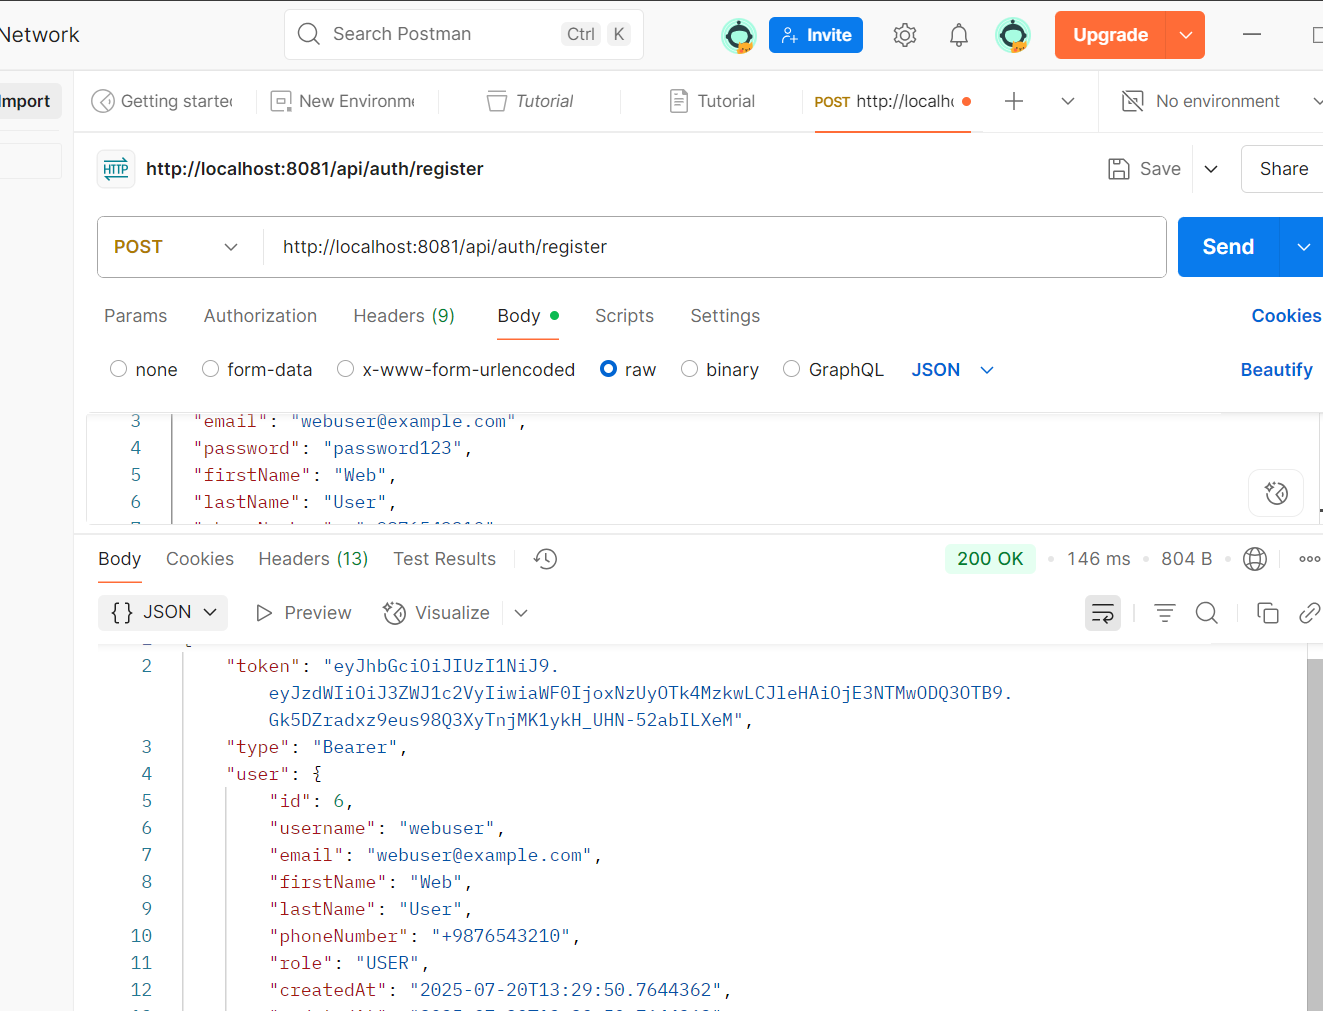 Network
Search Postman
Ctrl K
Invite
Upgrade
Import
Getting started
New Environme
Tutorial
Tutorial
POST http://localh
No environment
HTTP
http://localhost:8081/api/auth/register
Save
Share
POST
http://localhost:8081/api/auth/register
Send
Params Authorization Headers (9) Body Scripts Settings
Cookies
none form-data x-www-form-urlencoded raw binary GraphQL JSON
Beautify
3 "email": "webuser@example.com",
4 "password": "password123",
5 "firstName": "Web",
6 "lastName": "User",
Body Cookies Headers (13) Test Results
200 OK 146 ms 804 B
{} JSON Preview Visualize
2 "token": "eyJhbGciOiJIUzI1NiJ9.
eyJzdWIiOiJ3ZWJ1c2VyIiwiaWF0IjoxNzUyOTk4MzkwLCJleHAiOjE3NTMwODQ3OTB9.
Gk5DZradxz9eus98Q3XyTnjMK1ykH_UHN-52abILXeM",
3 "type": "Bearer",
4 "user": {
5 "id": 6,
6 "username": "webuser",
7 "email": "webuser@example.com",
8 "firstName": "Web",
9 "lastName": "User",
10 "phoneNumber": "+9876543210",
11 "role": "USER",
12 "createdAt": "2025-07-20T13:29:50.7644362",